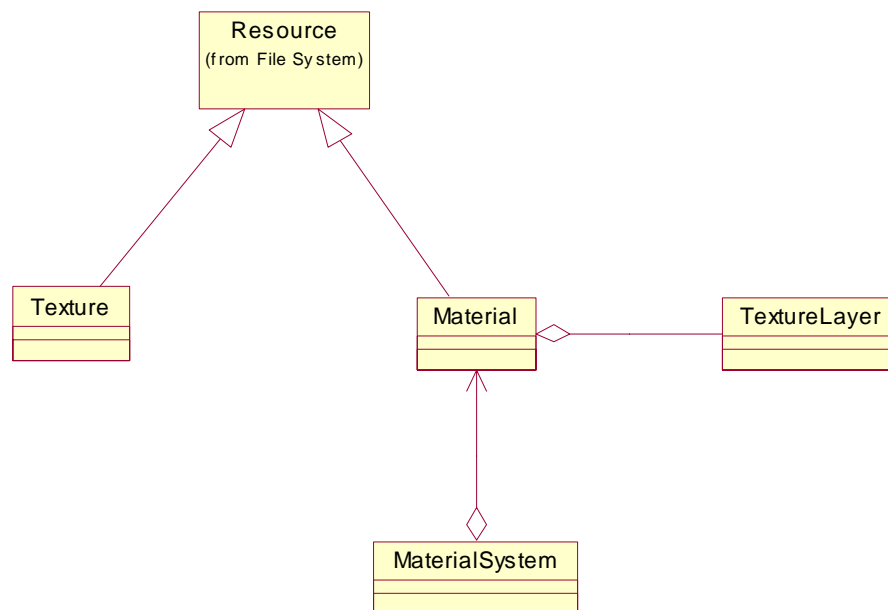 Resource
(from File System)
Texture
Material
TextureLayer
MaterialSystem